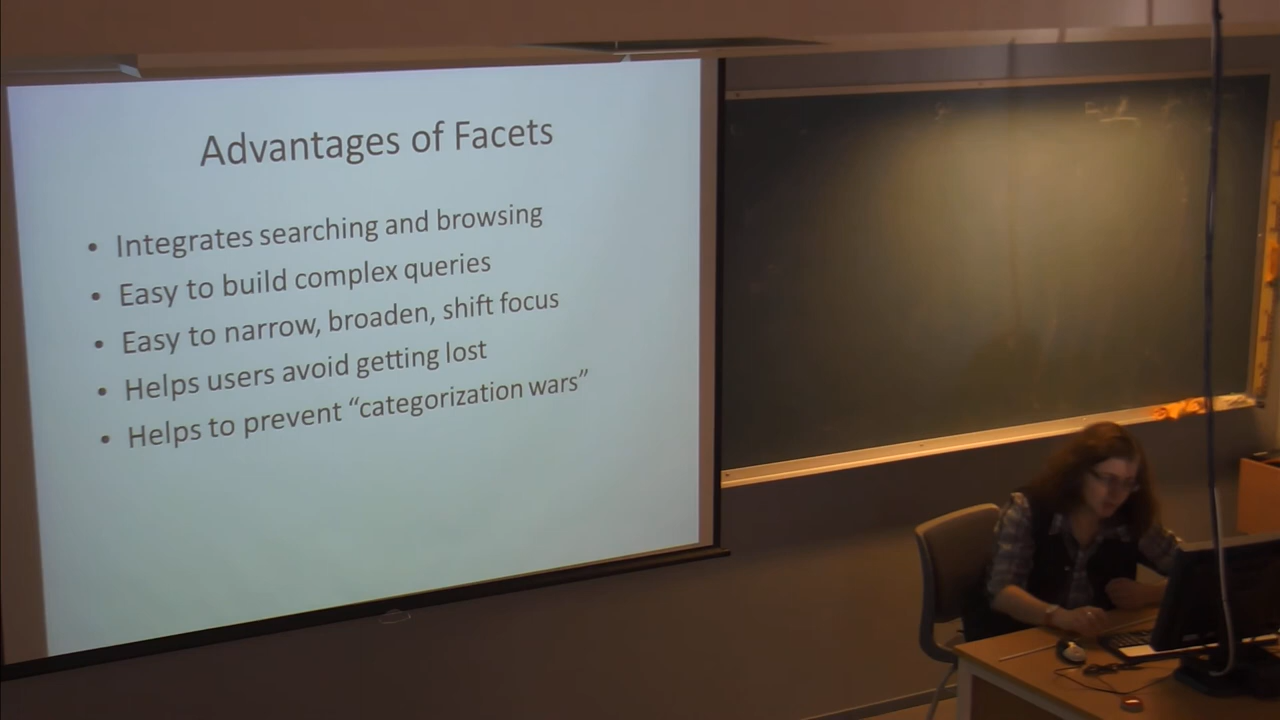 Advantages of Facets
• Integrates searching and browsing
• Easy to build complex queries
• Easy to narrow, broaden, shift focus
• Helps users avoid getting lost
• Helps to prevent “categorization wars”